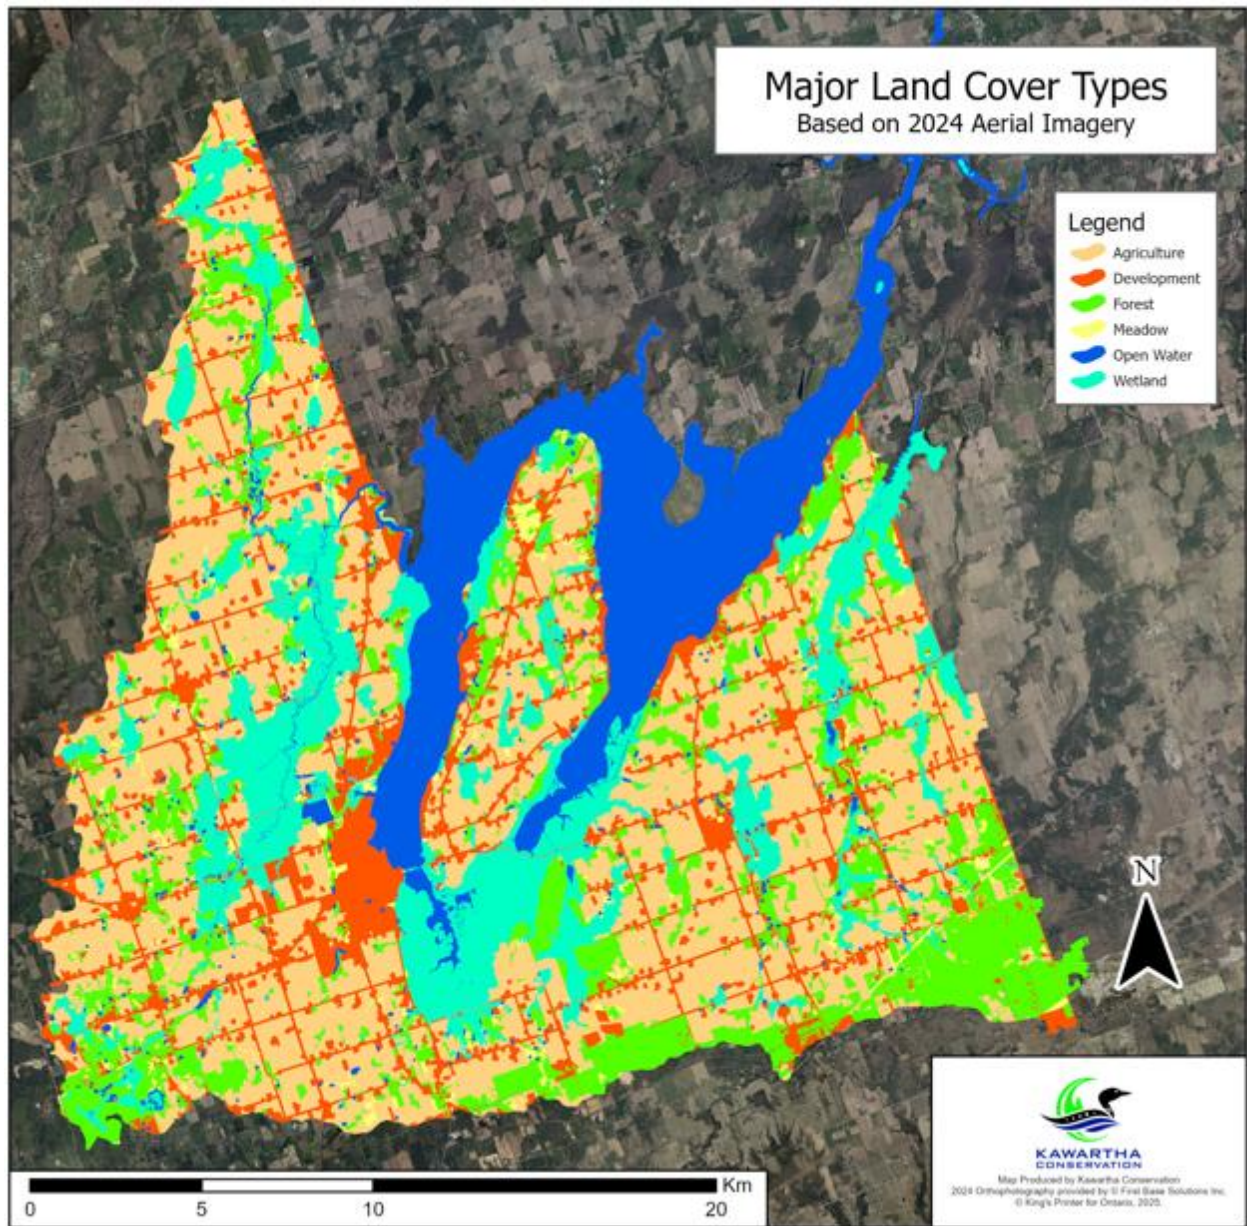 Major Land Cover Types
Based on 2024 Aerial Imagery
Legend
Agriculture
Development
Forest
Meadow
Open Water
Wetland
N
KAWARTHA
CONSERVATION
Map Produced by Kawartha Conservation
2024 Orthophotography provided by © First Base Solutions Inc.
© King's Printer for Ontario, 2025.
Km
0 5 10 20